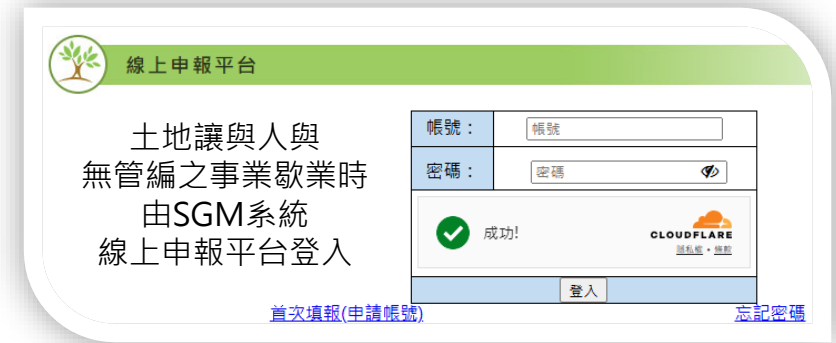 線上申報平台
土地讓與人與
無管編之事業歇業時
由SGM系統
線上申報平台登入
帳號：
帳號
密碼：
密碼
成功!
CLOUDFLARE
隱私權 • 條款
登入
首次填報(申請帳號)
忘記密碼